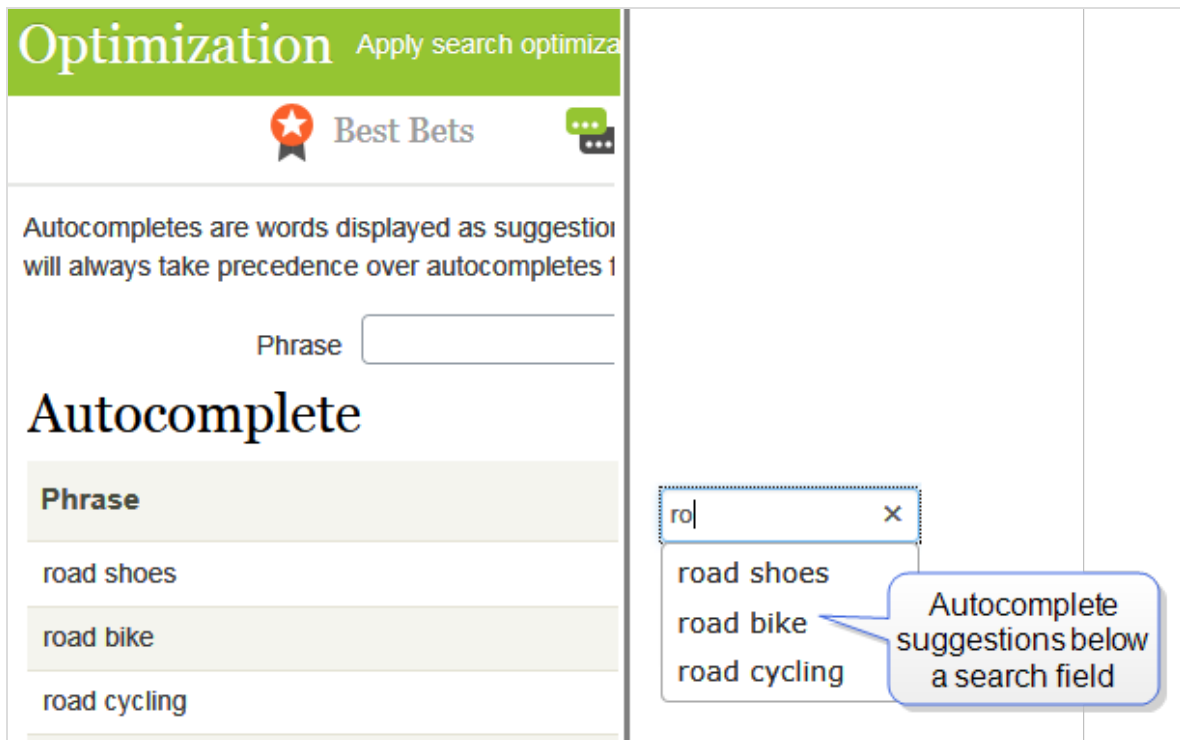 Optimization Apply search optimiza
Best Bets
Autocompletes are words displayed as suggestion
will always take precedence over autocompletes f
Phrase
Autocomplete
Phrase
road shoes
road bike
road cycling
ro
road shoes
road bike
road cycling
Autocomplete
suggestions below
a search field